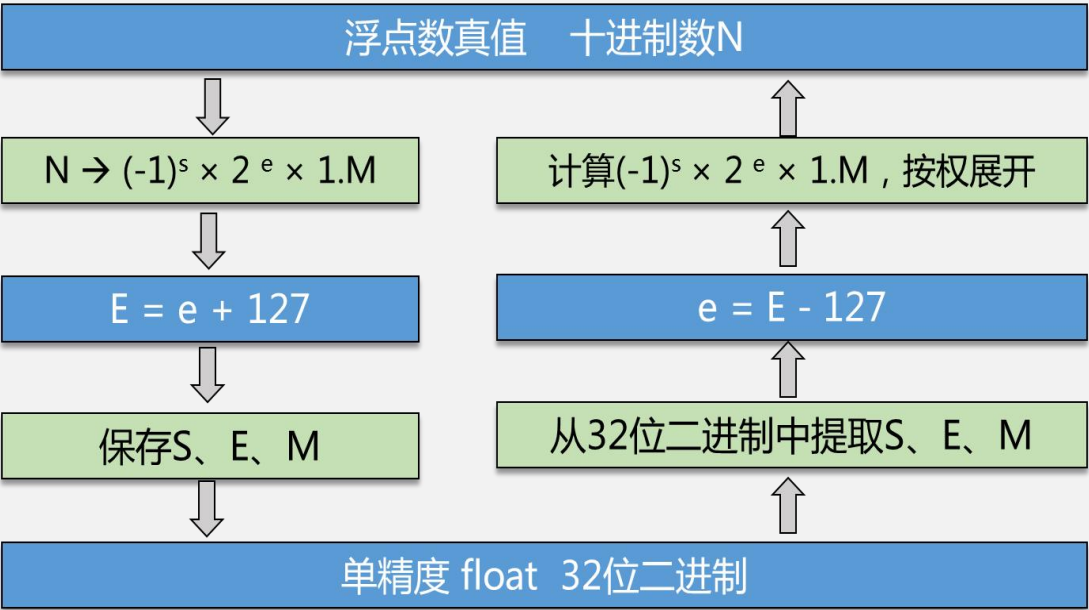 浮点数真值 十进制数N
N → (-1)ˢ × 2 ᵉ × 1.M
E = e + 127
保存S、E、M
计算(-1)ˢ × 2 ᵉ × 1.M，按权展开
e = E - 127
从32位二进制中提取S、E、M
单精度 float 32位二进制